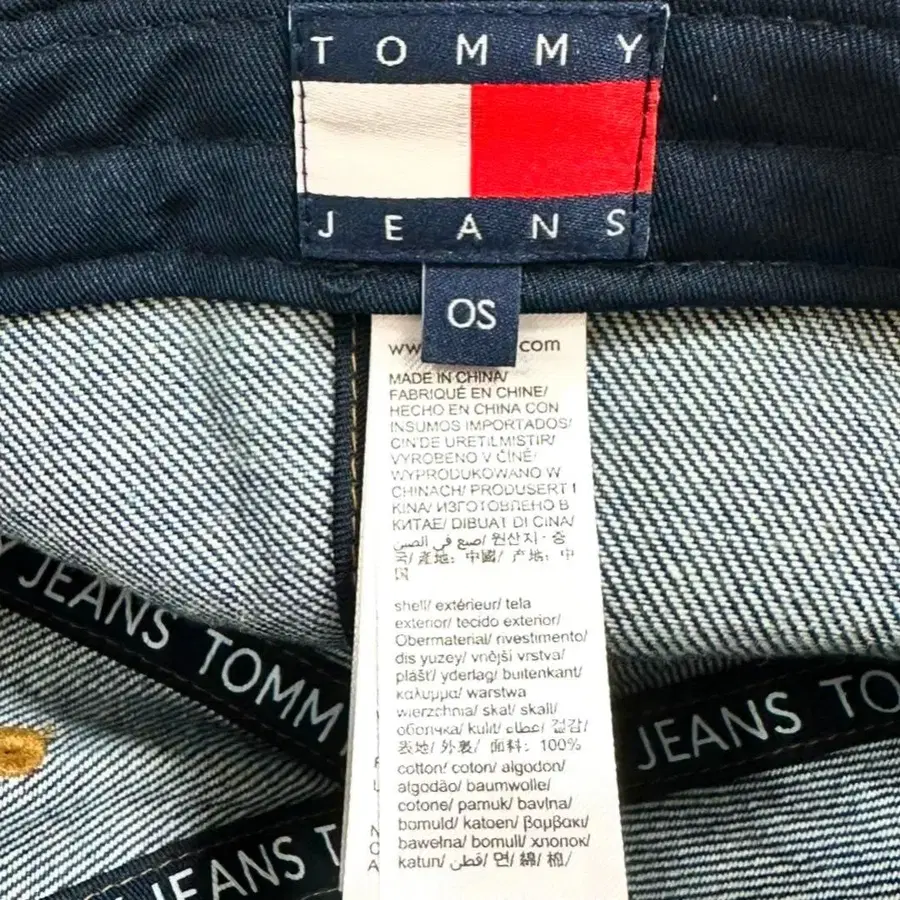 TOMMY
JEANS
OS
ww
com
MADE IN CHINA/
FABRIQUÉ EN CHINE/
HECHO EN CHINA CON
INSUMOS IMPORTADOS/
CIN'DE URETILMISTIR/
VYROBENO V ČÍNĚ/
WYPRODUKOWANO W
CHINACH/ PRODUSERT I
KINA/ ИЗГОТОВЛЕНО В
КИТАЕ/ DIBUAT DI CINA/
صنع في الصين/ 원산지 - 중
국/ 產地: 中國/ 产地: 中
国
shell/ extérieur/ tela
exterior/ tecido exterior/
Obermaterial/ rivestimento/
dis yuzey/ vnější vrstva/
plášť/ yderlag/ buitenkant/
κάλυμμα/ warstwa
wierzchnia/ skal/ skall/
оболчка/ kulit/ غطاء/ 겉감/
表地/ 外表/ 面料: 100%
cotton/ coton/ algodon/
algodão/ baumwolle/
cotone/ pamuk/ bavlna/
bomuld/ katoen/ βαμβακι/
bawełna/ bomull/ хлопок/
katun/ قطن/ 면/ 綿/ 棉/
Y JEANS TOMM
JEANS TO
JEANS T